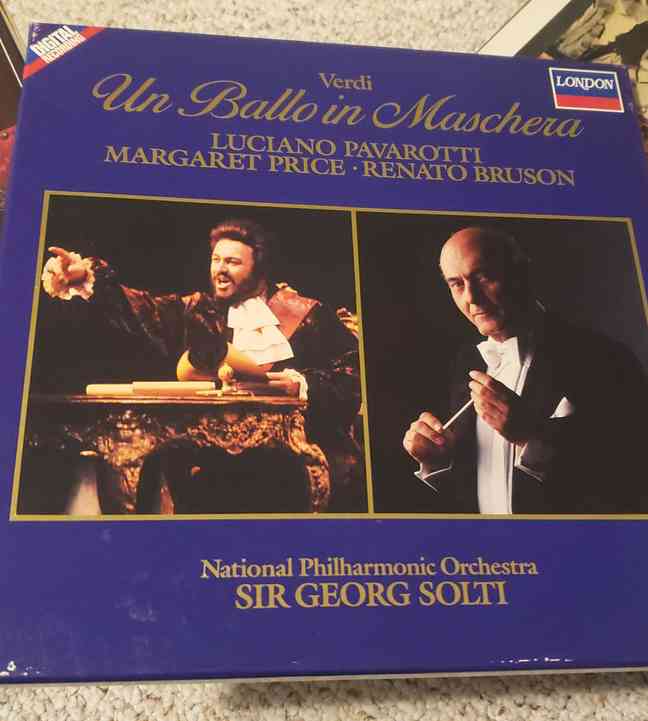 DIGITAL
RECORDING
LONDON
Verdi
Un Ballo in Maschera
LUCIANO PAVAROTTI
MARGARET PRICE · RENATO BRUSON
National Philharmonic Orchestra
SIR GEORG SOLTI